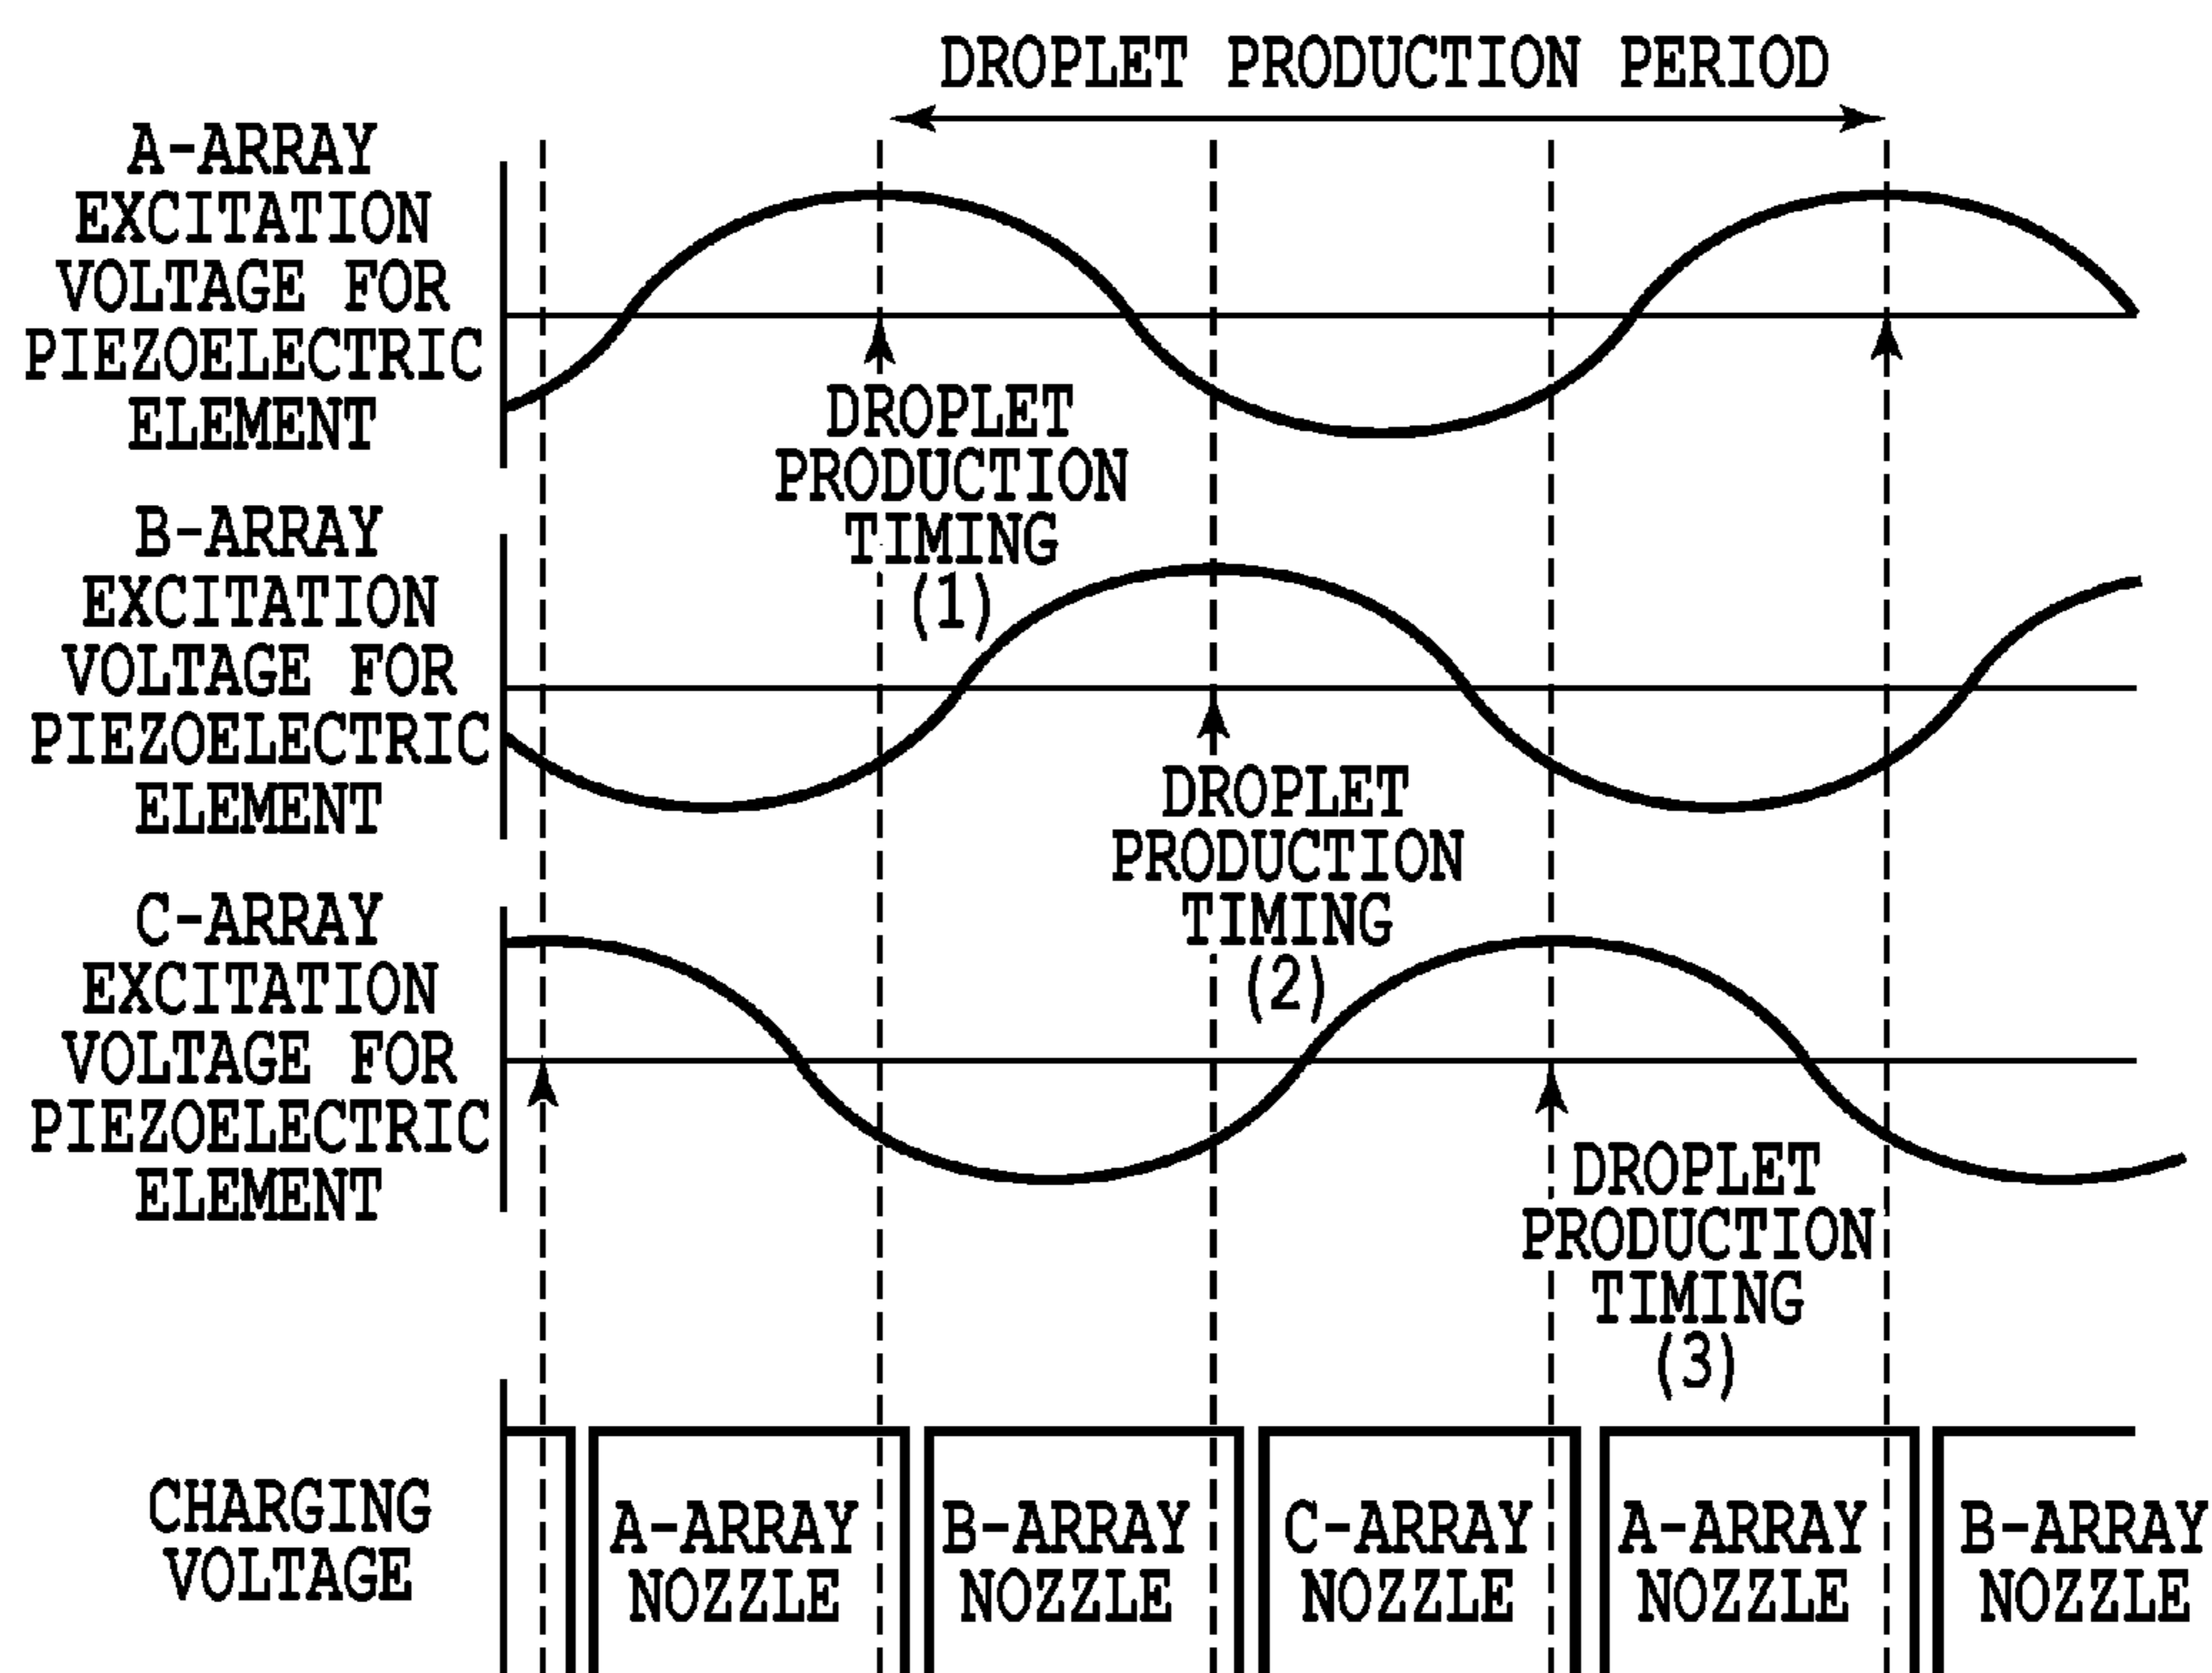 DROPLET PRODUCTION PERIOD
A-ARRAY
EXCITATION
VOLTAGE FOR
PIEZOELECTRIC
ELEMENT
DROPLET
PRODUCTION
TIMING
(1)
B-ARRAY
EXCITATION
VOLTAGE FOR
PIEZOELECTRIC
ELEMENT
DROPLET
PRODUCTION
TIMING
(2)
C-ARRAY
EXCITATION
VOLTAGE FOR
PIEZOELECTRIC
ELEMENT
DROPLET
PRODUCTION
TIMING
(3)
CHARGING
VOLTAGE
A-ARRAY
NOZZLE
B-ARRAY
NOZZLE
C-ARRAY
NOZZLE
A-ARRAY
NOZZLE
B-ARRAY
NOZZLE